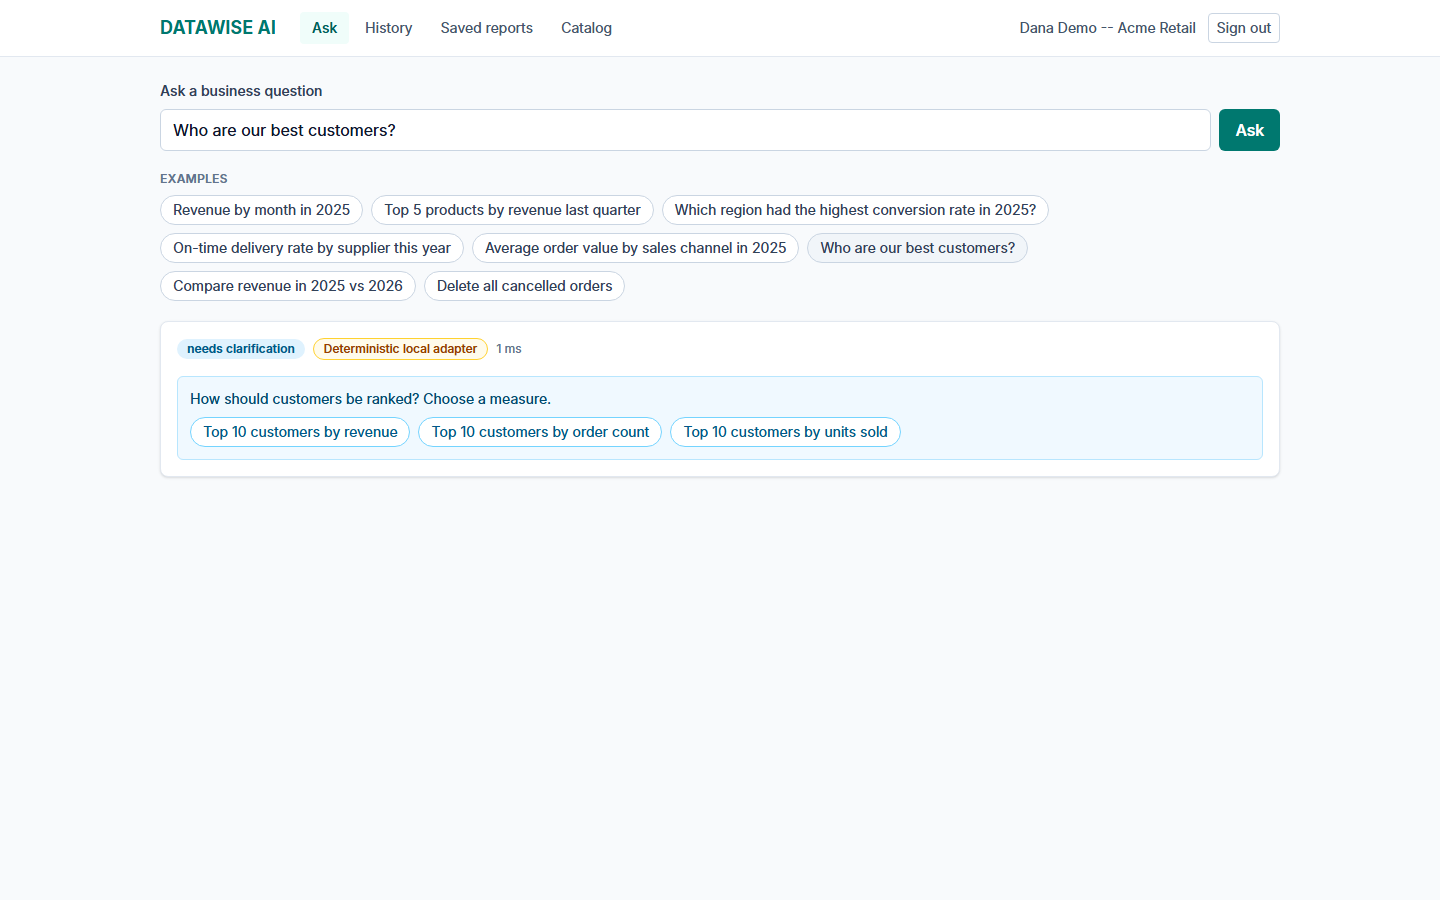 DATAWISE AI Ask History Saved reports Catalog Dana Demo -- Acme Retail Sign out
Ask a business question
Who are our best customers? Ask
EXAMPLES
Revenue by month in 2025 Top 5 products by revenue last quarter Which region had the highest conversion rate in 2025?
On-time delivery rate by supplier this year Average order value by sales channel in 2025 Who are our best customers?
Compare revenue in 2025 vs 2026 Delete all cancelled orders
needs clarification Deterministic local adapter 1 ms
How should customers be ranked? Choose a measure.
Top 10 customers by revenue Top 10 customers by order count Top 10 customers by units sold